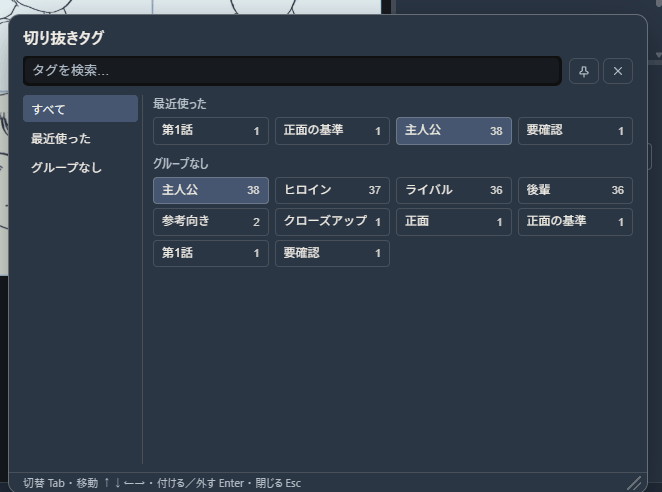 切り抜きタグ
タグを検索...
すべて
最近使った
グループなし
最近使った
第1話 1 正面の基準 1 主人公 38 要確認 1
グループなし
主人公 38 ヒロイン 37 ライバル 36 後輩 36
参考向き 2 クローズアップ 1 正面 1 正面の基準 1
第1話 1 要確認 1
切替 Tab・移動 ↑↓←→・付ける／外す Enter・閉じる Esc